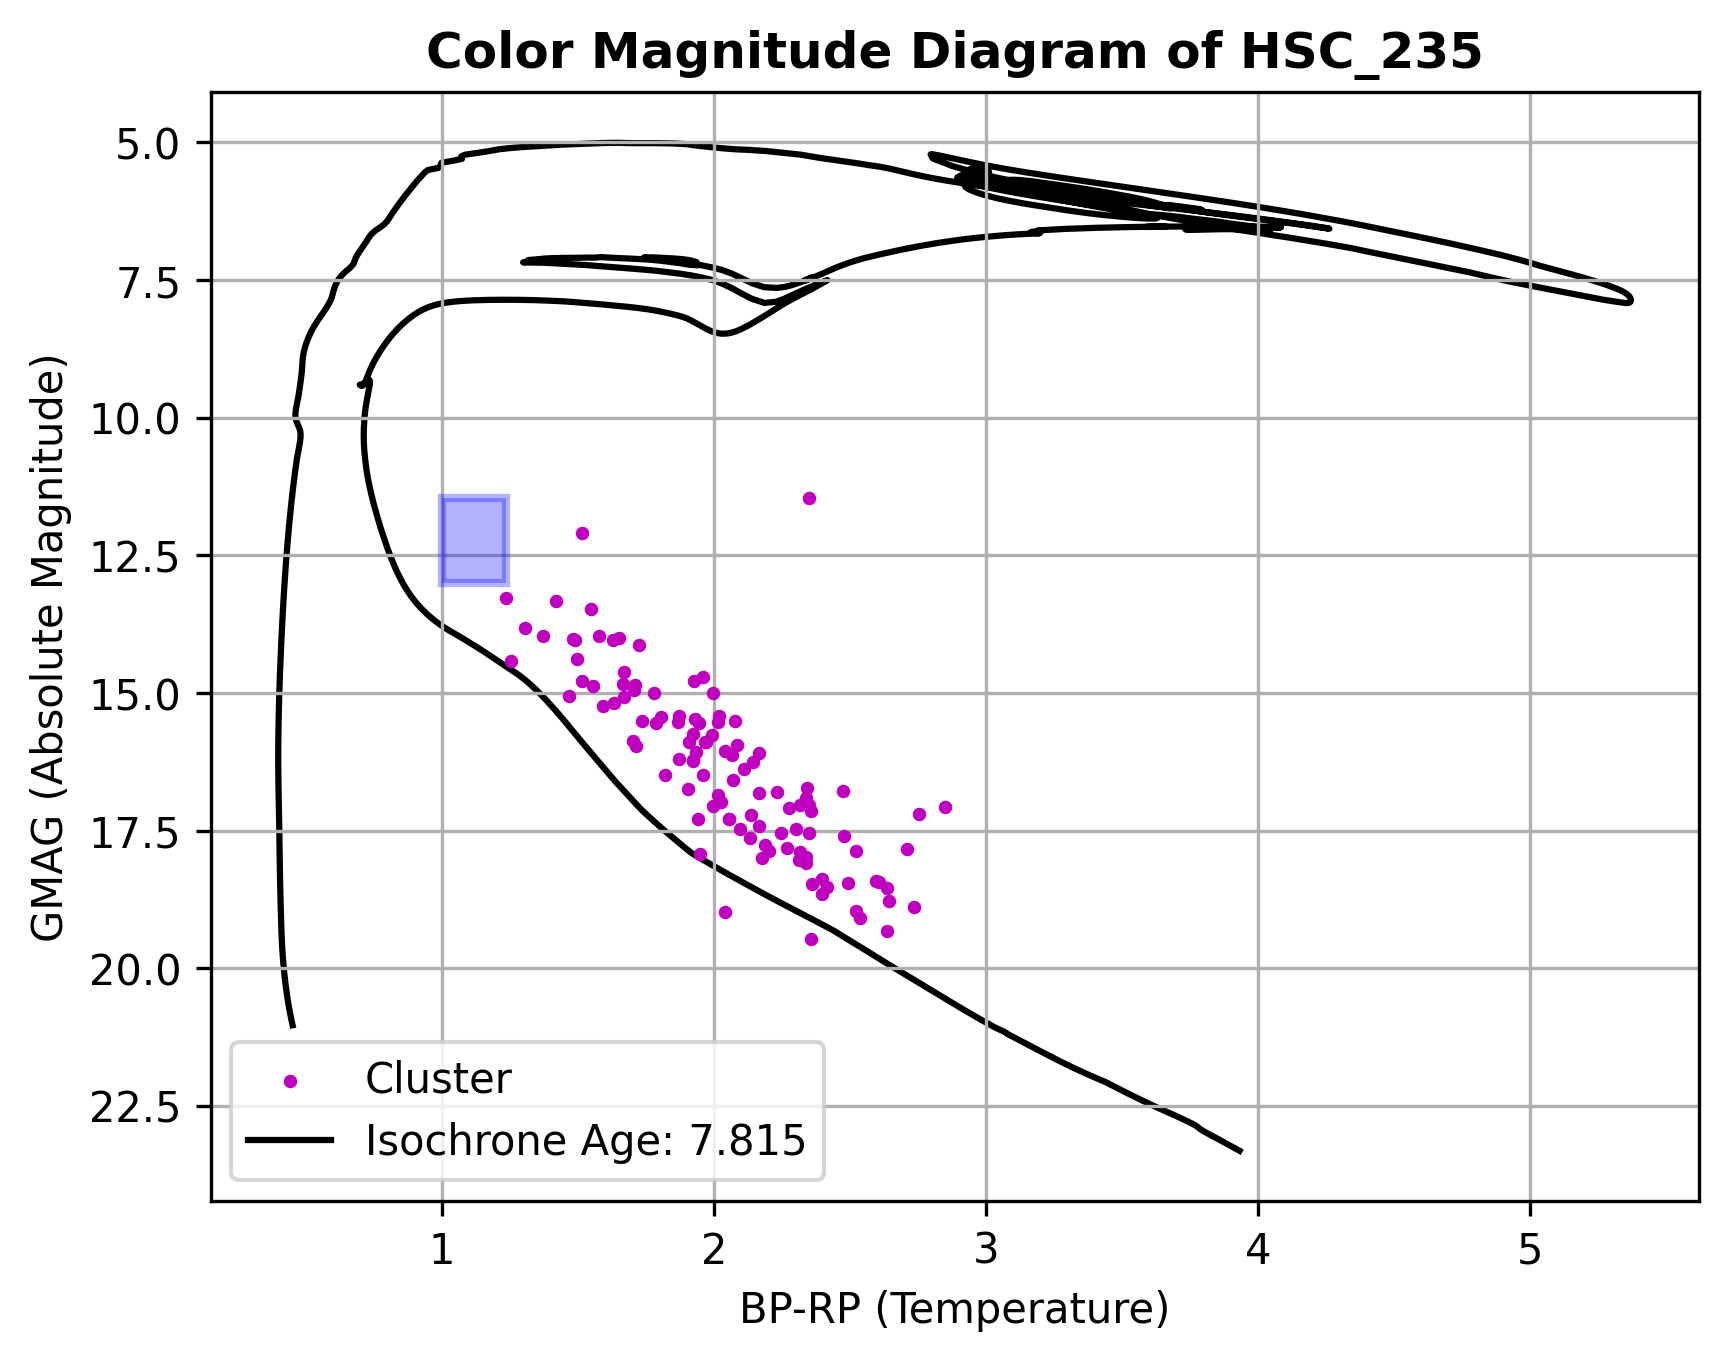 Color Magnitude Diagram of HSC_235
GMAG (Absolute Magnitude)
5.0
7.5
10.0
12.5
15.0
17.5
20.0
22.5
Cluster
Isochrone Age: 7.815
1 2 3 4 5
BP-RP (Temperature)